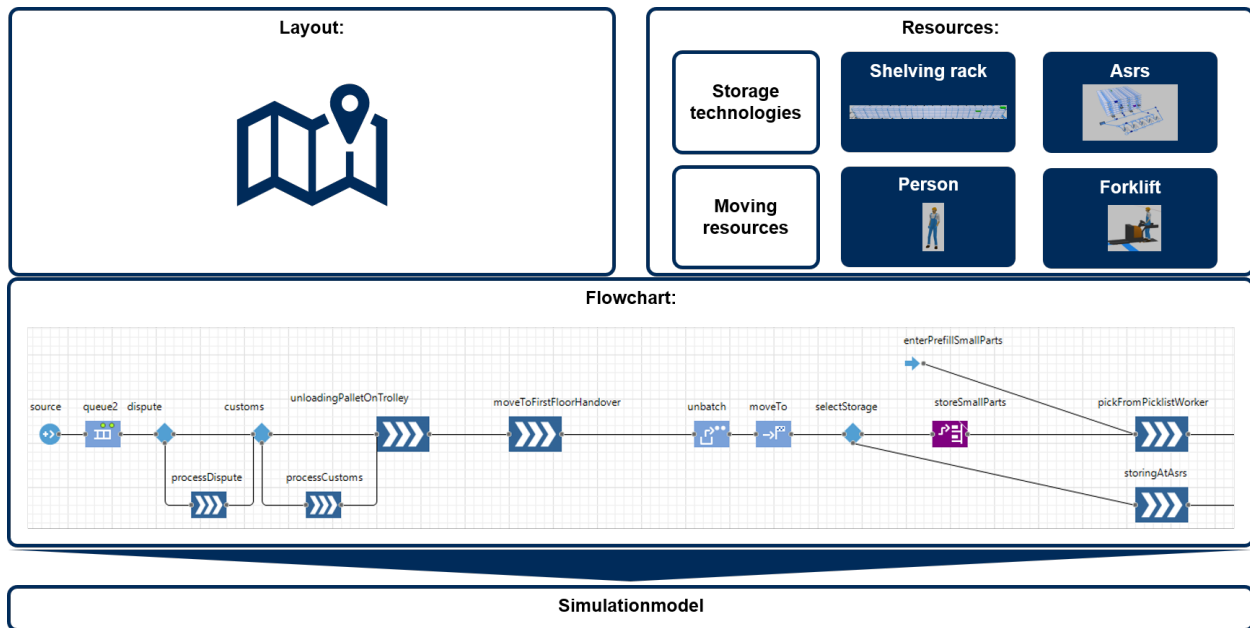 Layout:
Resources:
Storage
technologies
Shelving rack
Asrs
Moving
resources
Person
Forklift
Flowchart:
enterPrefillSmallParts
source
queue2
dispute
customs
unloadingPalletOnTrolley
moveToFirstFloorHandover
unbatch
moveTo
selectStorage
storeSmallParts
pickFromPicklistWorker
processDispute
processCustoms
storingAtAsrs
Simulationmodel